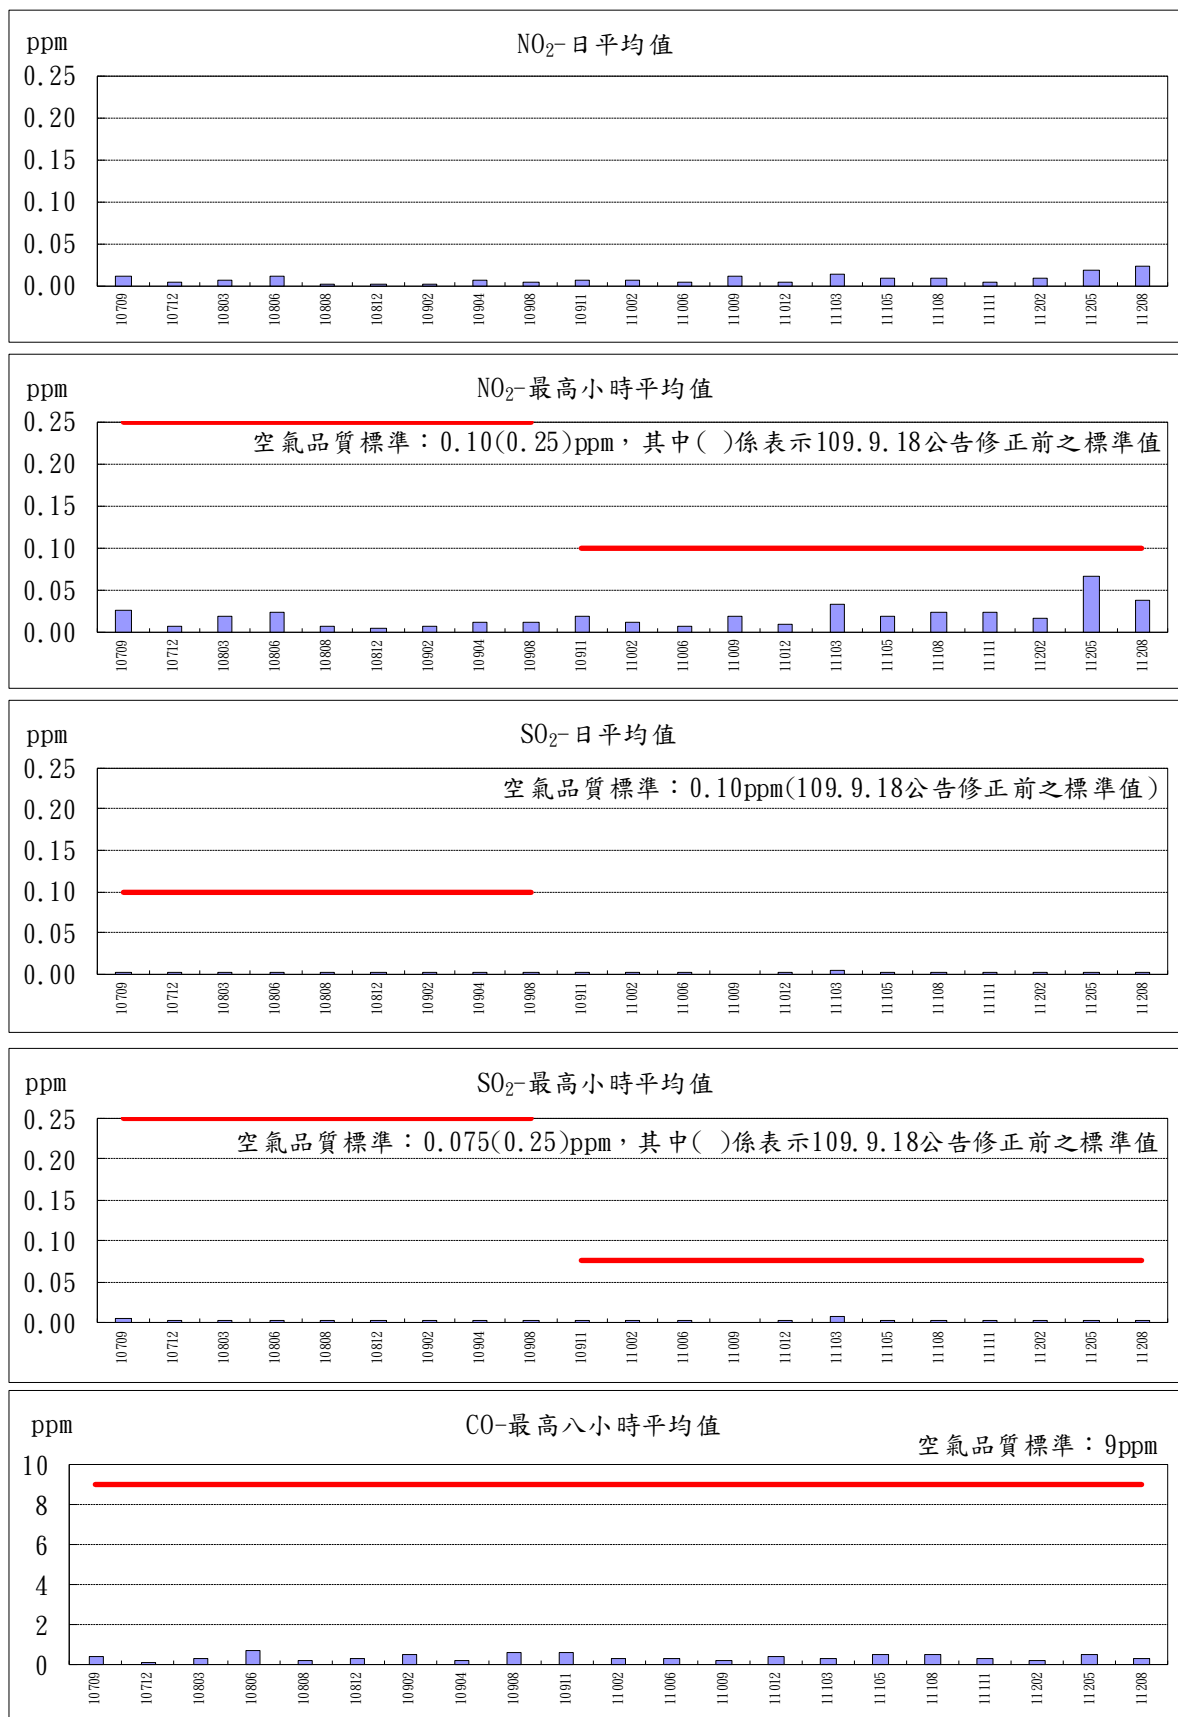 NO₂-日平均值
ppm
0.25
0.20
0.15
0.10
0.05
0.00
10709 10712 10803 10806 10808 10812 10902 10904 10908 10911 11002 11006 11009 11012 11103 11105 11108 11111 11202 11205 11208
NO₂-最高小時平均值
ppm
空氣品質標準：0.10(0.25)ppm，其中( )係表示109.9.18公告修正前之標準值
0.25
0.20
0.15
0.10
0.05
0.00
10709 10712 10803 10806 10808 10812 10902 10904 10908 10911 11002 11006 11009 11012 11103 11105 11108 11111 11202 11205 11208
SO₂-日平均值
ppm
空氣品質標準：0.10ppm(109.9.18公告修正前之標準值)
0.25
0.20
0.15
0.10
0.05
0.00
10709 10712 10803 10806 10808 10812 10902 10904 10908 10911 11002 11006 11009 11012 11103 11105 11108 11111 11202 11205 11208
SO₂-最高小時平均值
ppm
空氣品質標準：0.075(0.25)ppm，其中( )係表示109.9.18公告修正前之標準值
0.25
0.20
0.15
0.10
0.05
0.00
10709 10712 10803 10806 10808 10812 10902 10904 10908 10911 11002 11006 11009 11012 11103 11105 11108 11111 11202 11205 11208
CO-最高八小時平均值
ppm
空氣品質標準：9ppm
10
8
6
4
2
0
10709 10712 10803 10806 10808 10812 10902 10904 10908 10911 11002 11006 11009 11012 11103 11105 11108 11111 11202 11205 11208